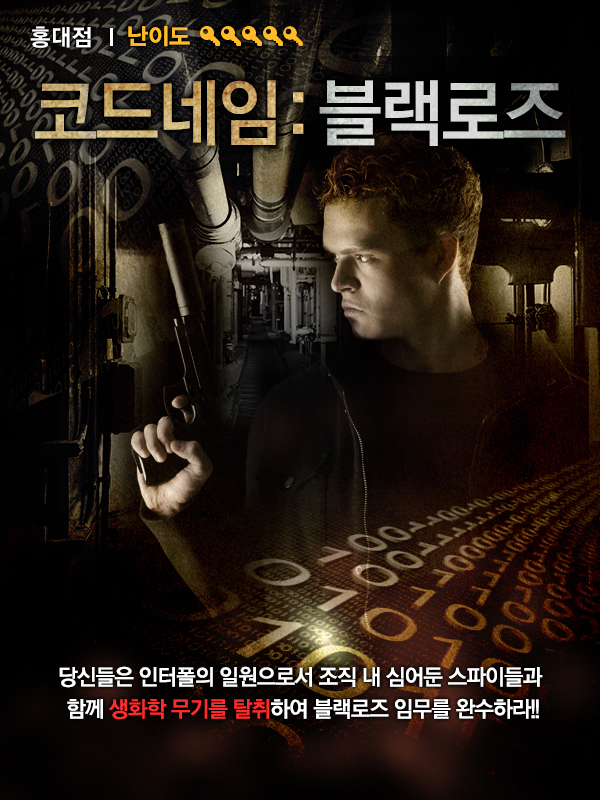 홍대점 | 난이도
코드네임 : 블랙로즈
당신들은 인터폴의 일원으로서 조직 내 심어둔 스파이들과
함께 생화학 무기를 탈취하여 블랙로즈 임무를 완수하라!!